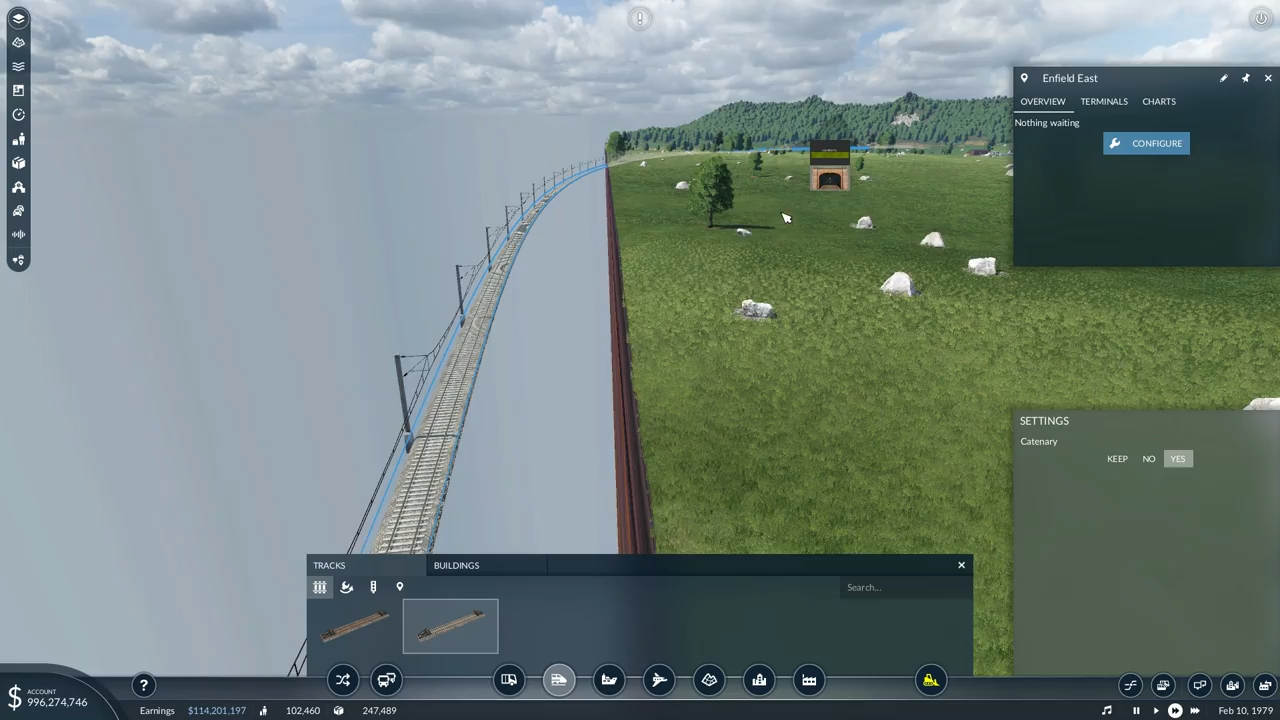 Enfield East
OVERVIEW TERMINALS CHARTS
Nothing waiting
CONFIGURE
SETTINGS
Catenary
KEEP NO YES
TRACKS BUILDINGS
Search...
?
$ ACCOUNT
996,274,746
Earnings $114,201,197 102,460 247,489
Feb 10, 1979